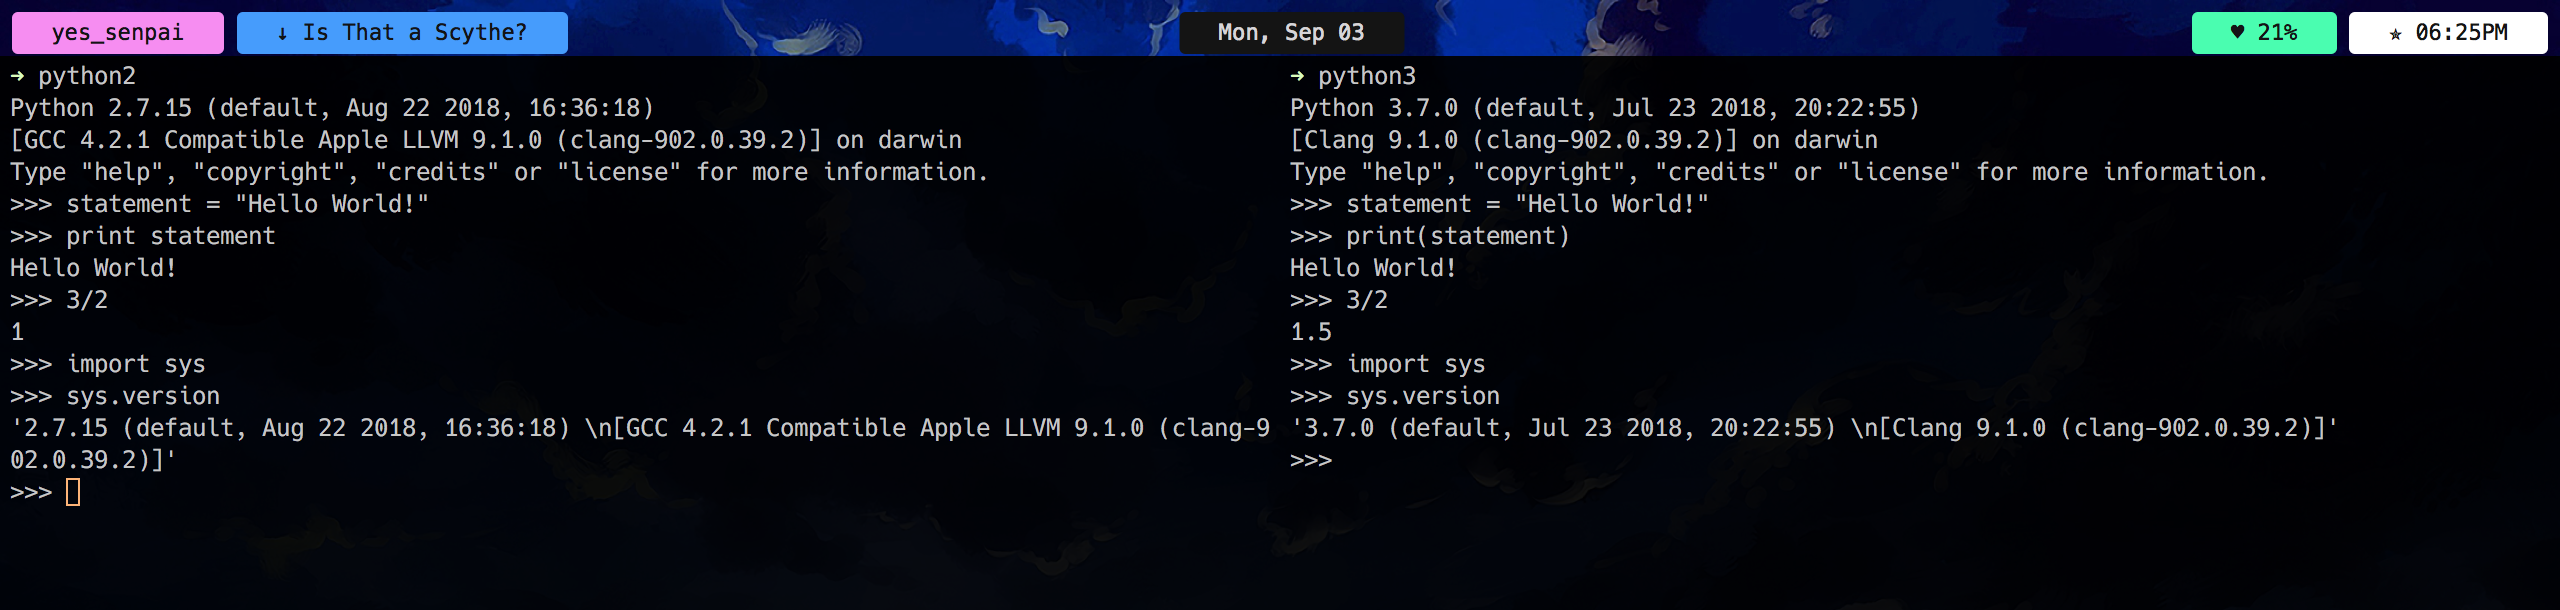 yes_senpai
↓ Is That a Scythe?
Mon, Sep 03
♥ 21%
★ 06:25PM
➜ python2
Python 2.7.15 (default, Aug 22 2018, 16:36:18)
[GCC 4.2.1 Compatible Apple LLVM 9.1.0 (clang-902.0.39.2)] on darwin
Type "help", "copyright", "credits" or "license" for more information.
>>> statement = "Hello World!"
>>> print statement
Hello World!
>>> 3/2
1
>>> import sys
>>> sys.version
'2.7.15 (default, Aug 22 2018, 16:36:18) \n[GCC 4.2.1 Compatible Apple LLVM 9.1.0 (clang-9
02.0.39.2)]'
>>>
➜ python3
Python 3.7.0 (default, Jul 23 2018, 20:22:55)
[Clang 9.1.0 (clang-902.0.39.2)] on darwin
Type "help", "copyright", "credits" or "license" for more information.
>>> statement = "Hello World!"
>>> print(statement)
Hello World!
>>> 3/2
1.5
>>> import sys
>>> sys.version
'3.7.0 (default, Jul 23 2018, 20:22:55) \n[Clang 9.1.0 (clang-902.0.39.2)]'
>>>